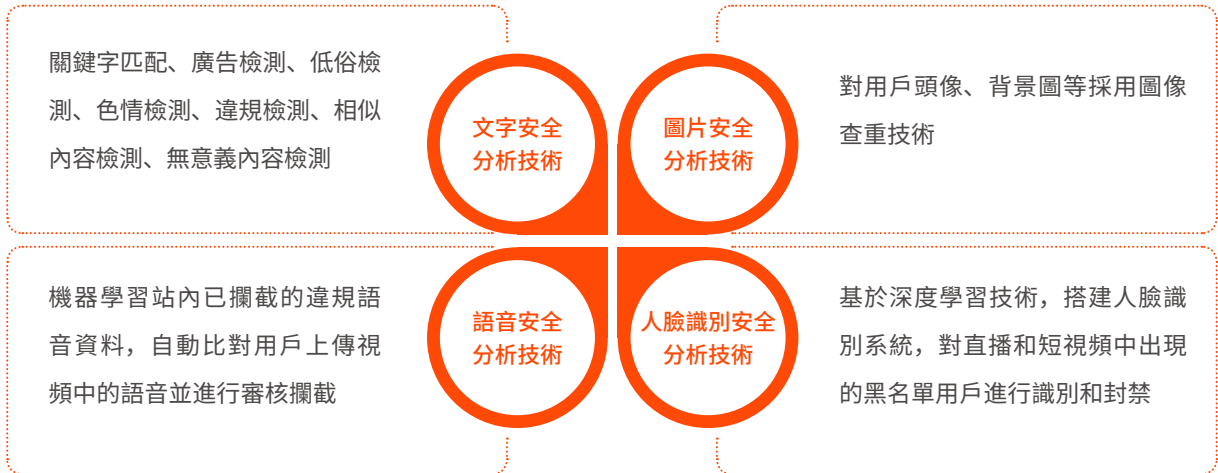 關鍵字匹配、廣告檢測、低俗檢
測、色情檢測、違規檢測、相似
內容檢測、無意義內容檢測
文字安全
分析技術
圖片安全
分析技術
對用戶頭像、背景圖等採用圖像
查重技術
機器學習站內已攔截的違規語
音資料，自動比對用戶上傳視
頻中的語音並進行審核攔截
語音安全
分析技術
人臉識別安全
分析技術
基於深度學習技術，搭建人臉識
別系統，對直播和短視頻中出現
的黑名單用戶進行識別和封禁